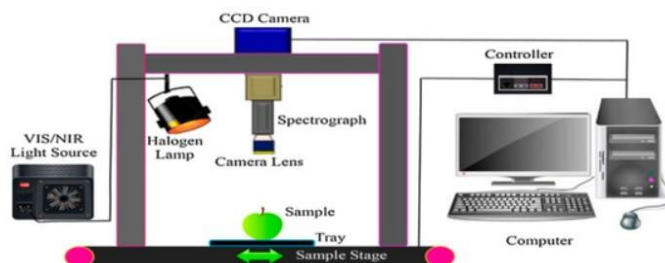 CCD Camera
Controller
Spectrograph
VIS/NIR
Light Source
Halogen
Lamp
Camera Lens
Sample
Tray
Sample Stage
Computer